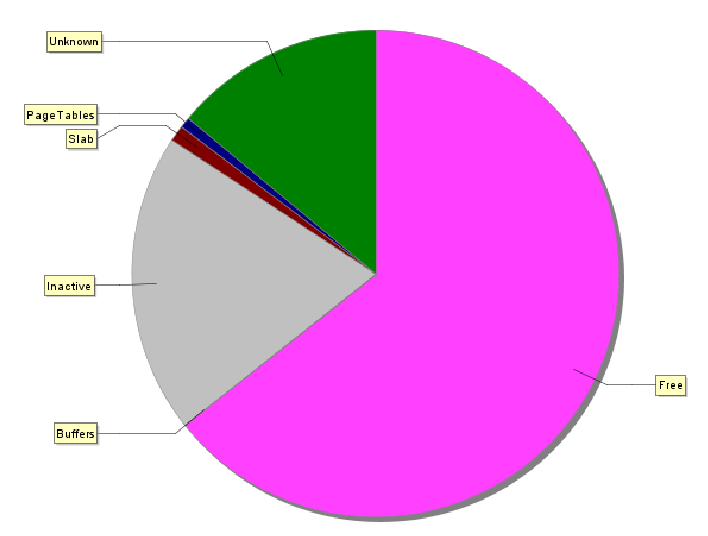 Unknown
PageTables
Slab
Inactive
Free
Buffers